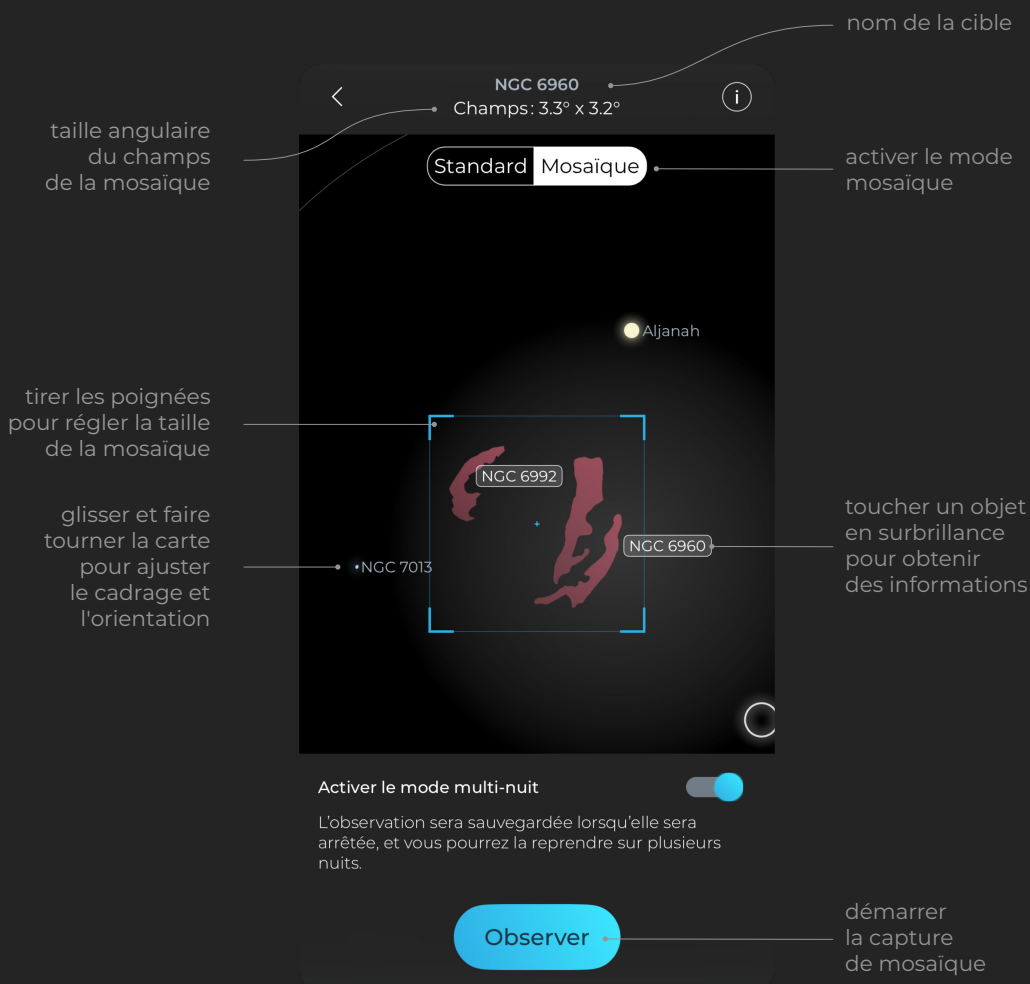 nom de la cible
NGC 6960
Champs: 3.3° x 3.2°
i
taille angulaire
du champs
de la mosaïque
Standard
Mosaïque
activer le mode
mosaïque
Aljanah
tirer les poignées
pour régler la taille
de la mosaïque
NGC 6992
NGC 6960
NGC 7013
glisser et faire
tourner la carte
pour ajuster
le cadrage et
l'orientation
toucher un objet
en surbrillance
pour obtenir
des informations
Activer le mode multi-nuit
L'observation sera sauvegardée lorsqu'elle sera
arrêtée, et vous pourrez la reprendre sur plusieurs
nuits.
Observer
démarrer
la capture
de mosaïque